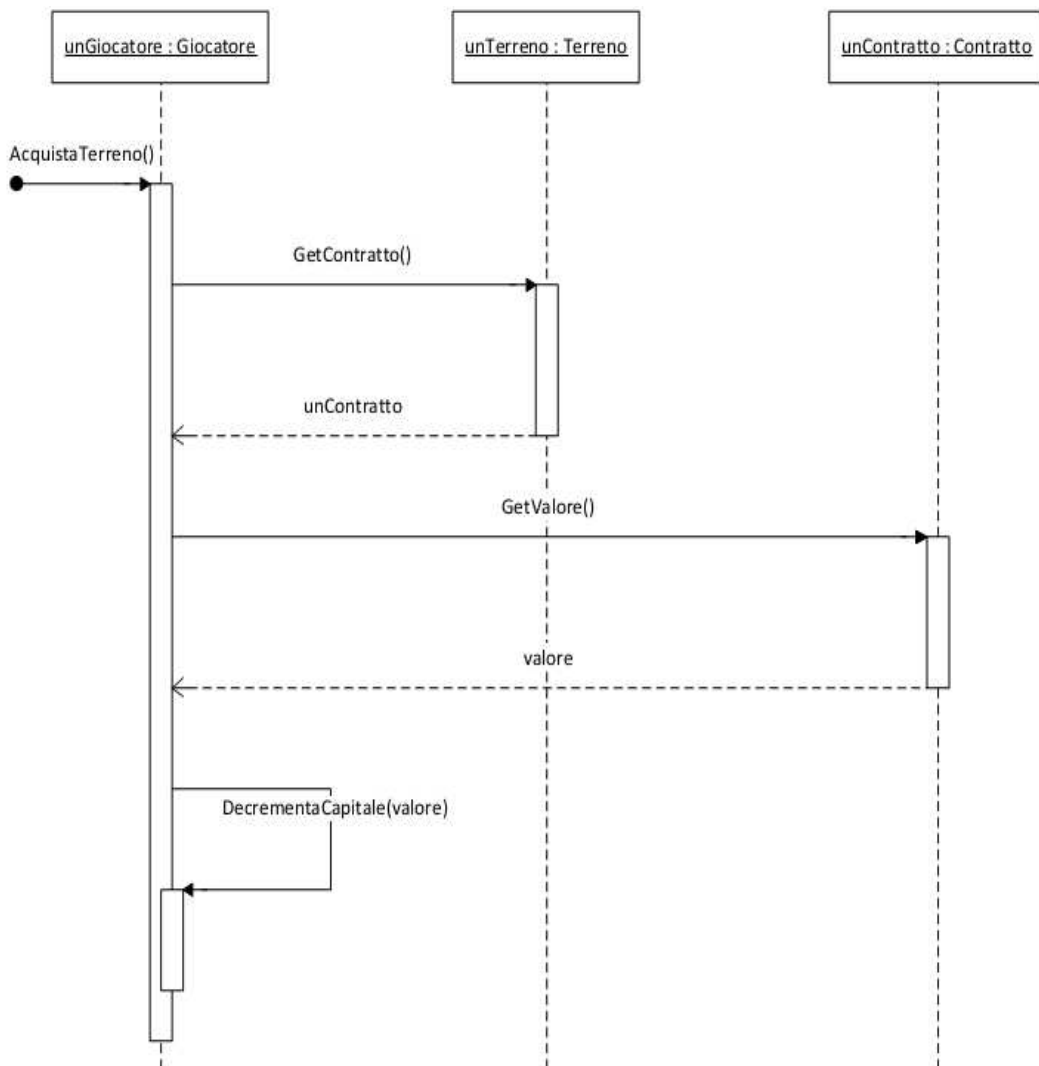 unGiocatore : Giocatore
unTerreno : Terreno
unContratto : Contratto
AcquistaTerreno()
GetContratto()
unContratto
GetValore()
valore
DecrementaCapitale(valore)